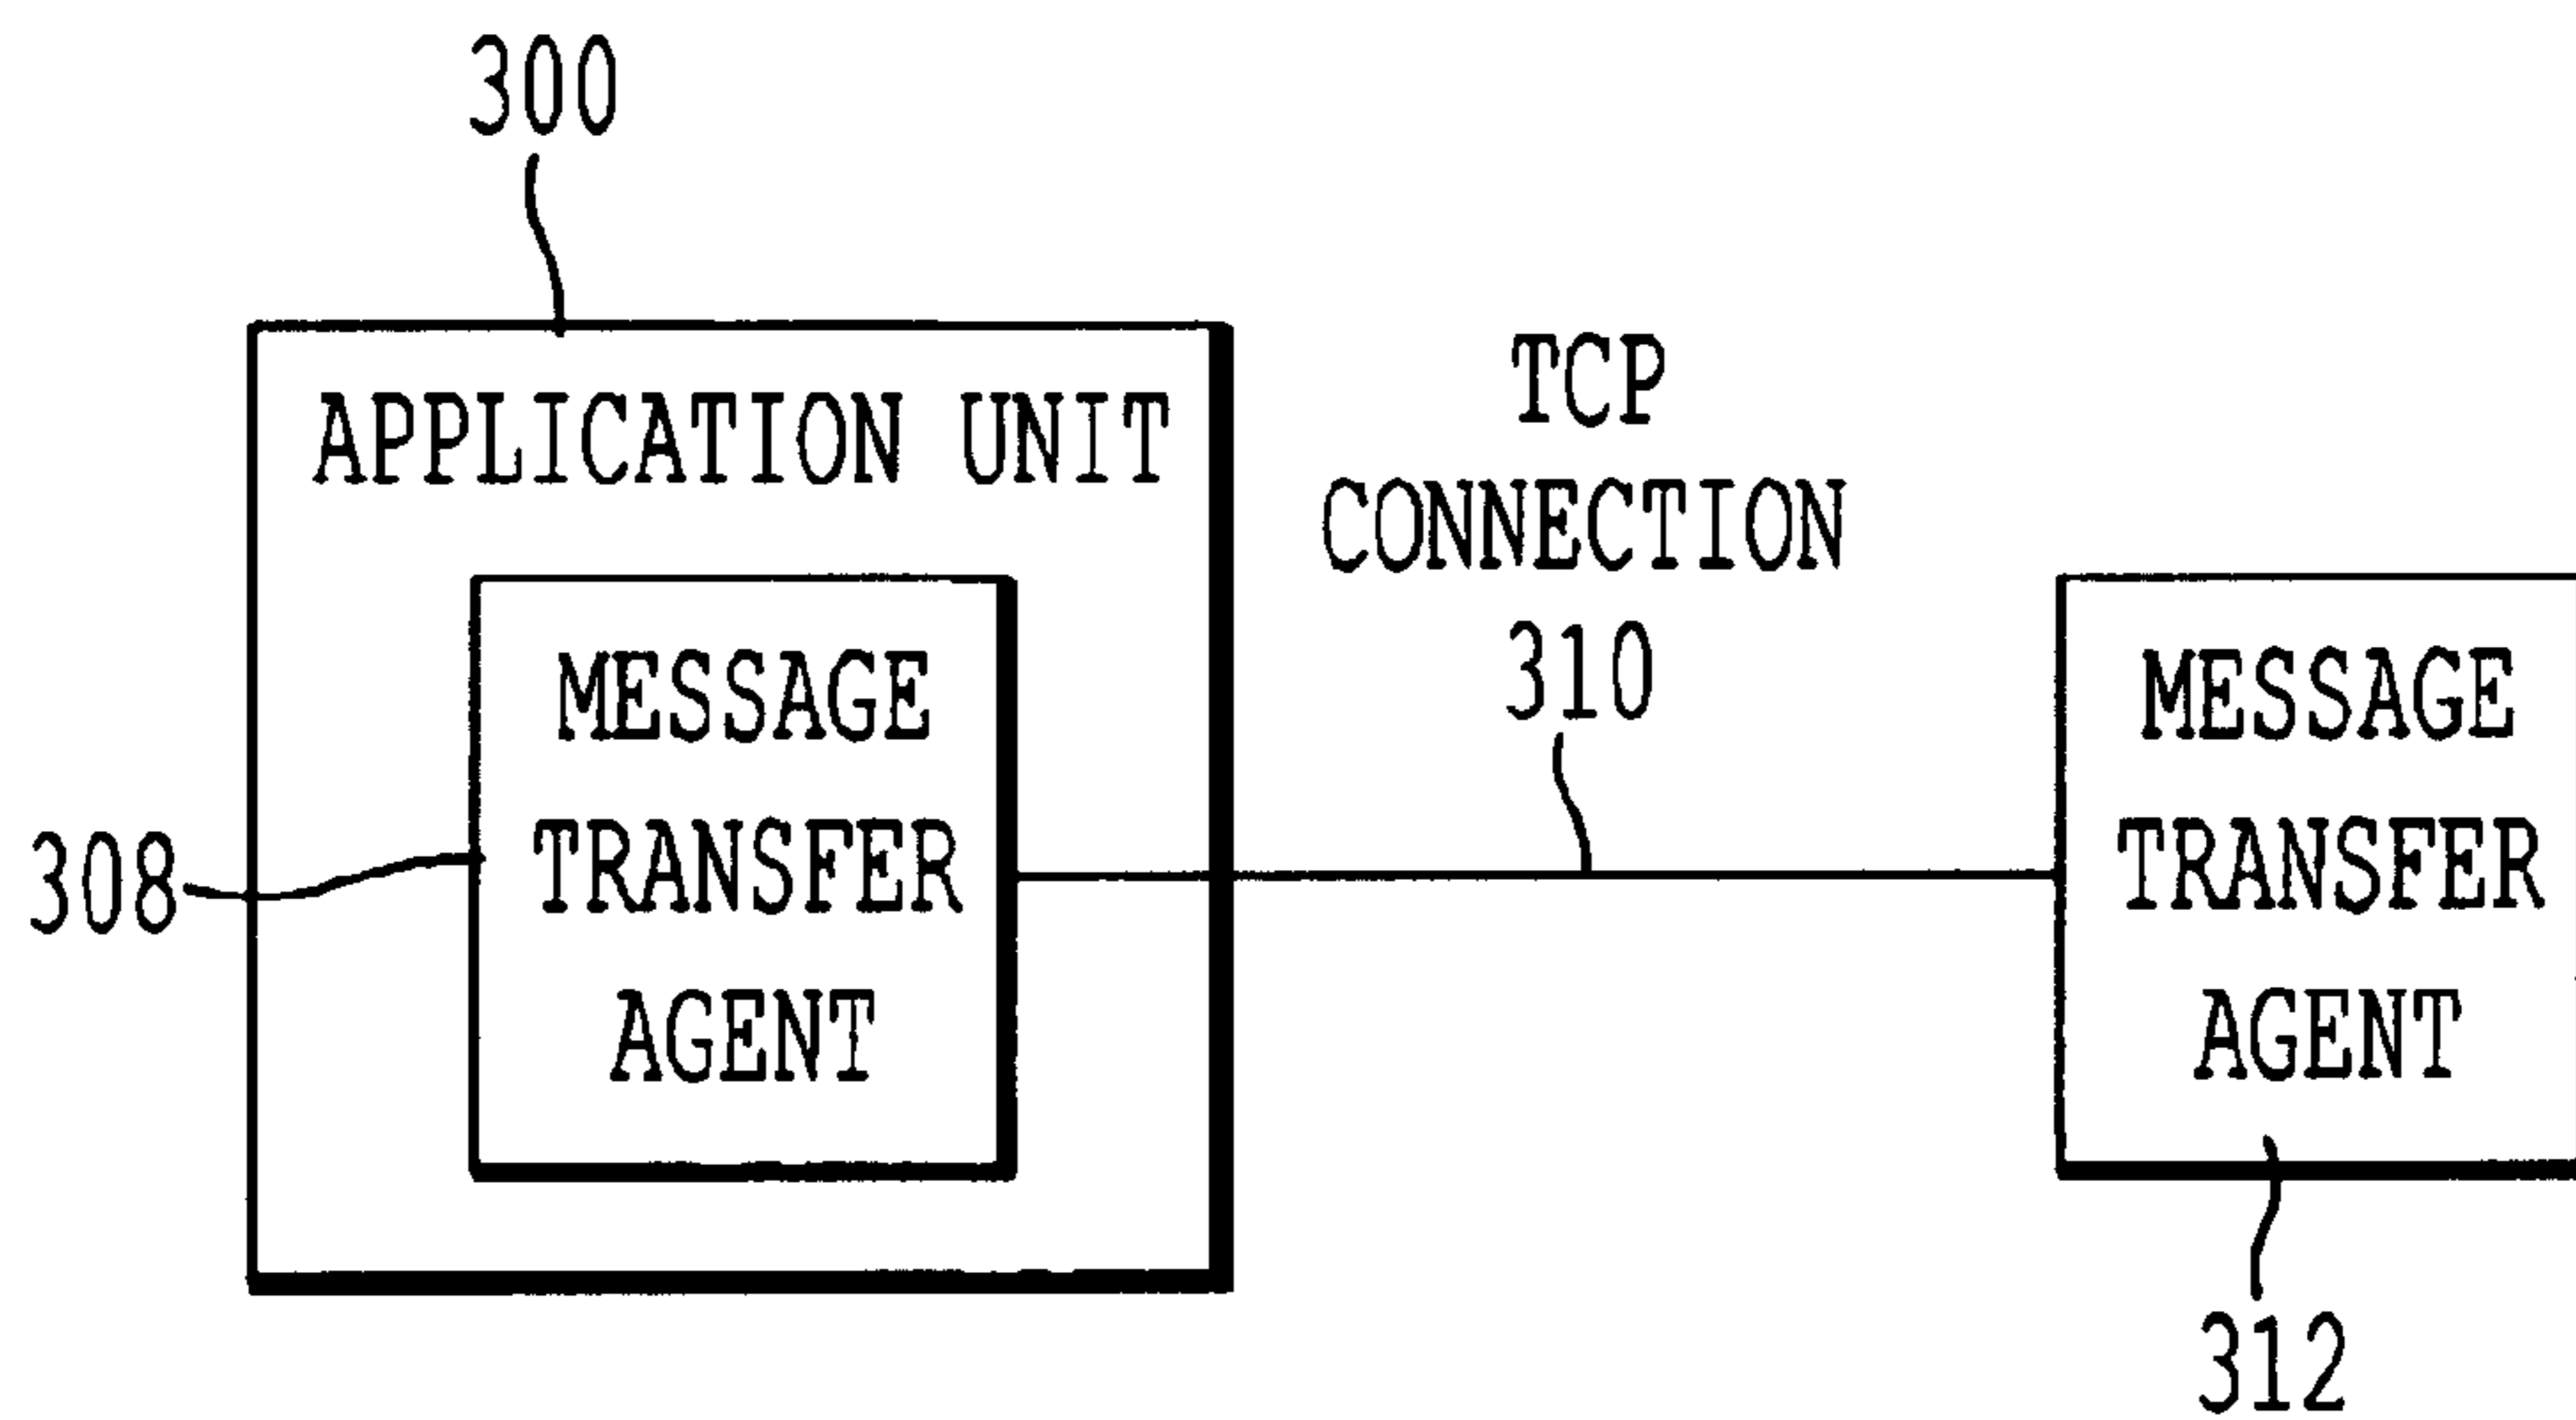 300
APPLICATION UNIT
TCP
CONNECTION
310
MESSAGE
TRANSFER
AGENT
308
MESSAGE
TRANSFER
AGENT
312